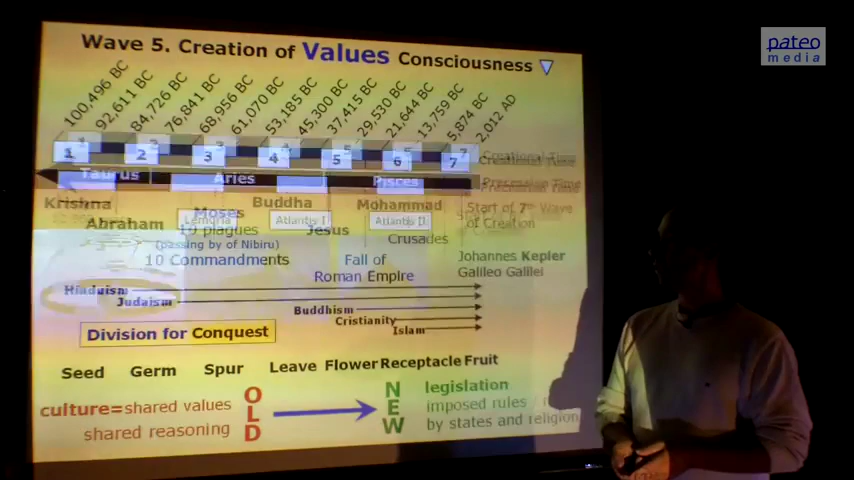 pateo
media
Wave 5. Creation of Values Consciousness
100,496 BC
92,611 BC
84,726 BC
76,841 BC
68,956 BC
61,070 BC
53,185 BC
45,300 BC
37,415 BC
29,530 BC
21,644 BC
13,759 BC
5,874 BC
2,012 AD
1 2 3 4 5 6 7
Creational Time
Taurus Aries Pisces
Precessing Time
Krishna Buddha Mohammad
Abraham Moses Jesus
Lemuria Atlantis I Atlantis II
Start of 7th Wave
of Creation
10 plagues
(passing by of Nibiru)
10 Commandments
Crusades
Fall of
Roman Empire
Johannes Kepler
Galileo Galilei
Hinduism
Judaism
Buddhism
Cristianity
Islam
Division for Conquest
Seed Germ Spur Leave Flower Receptacle Fruit
culture=shared values
shared reasoning
OLD
NEW
legislation
imposed rules /
by states and religion